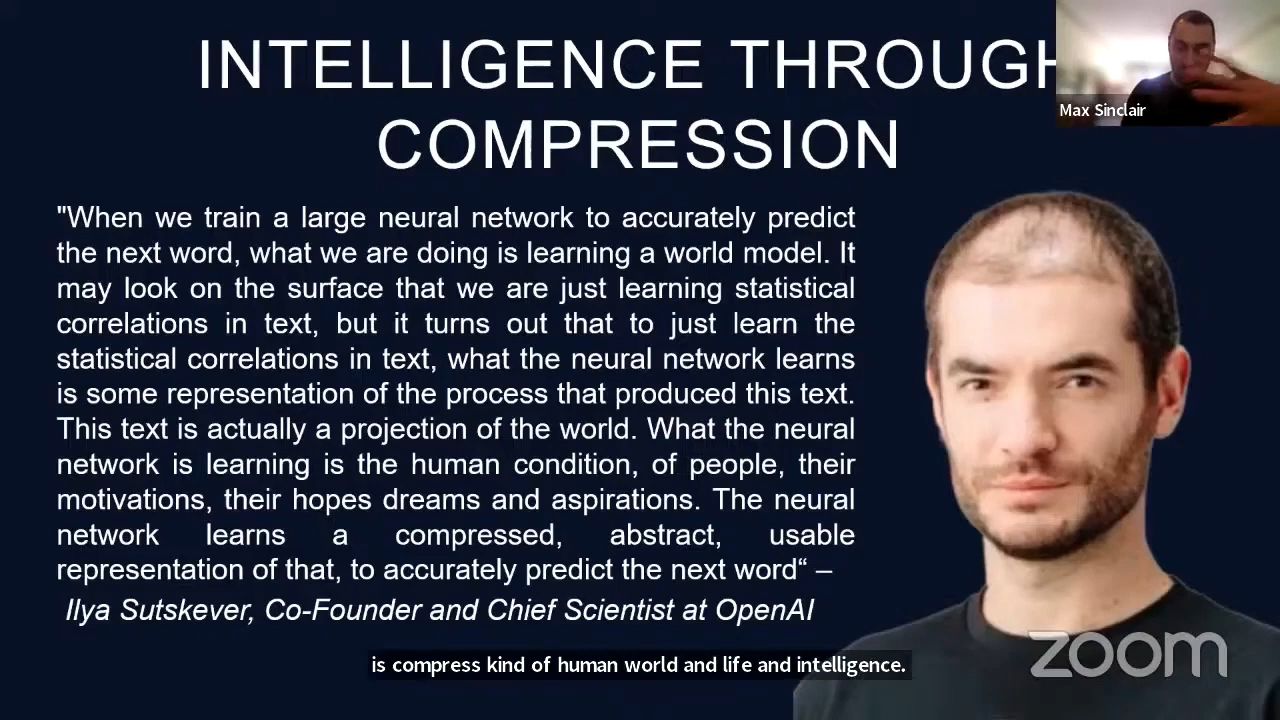 INTELLIGENCE THROUGH
COMPRESSION
Max Sinclair
"When we train a large neural network to accurately predict
the next word, what we are doing is learning a world model. It
may look on the surface that we are just learning statistical
correlations in text, but it turns out that to just learn the
statistical correlations in text, what the neural network learns
is some representation of the process that produced this text.
This text is actually a projection of the world. What the neural
network is learning is the human condition, of people, their
motivations, their hopes dreams and aspirations. The neural
network learns a compressed, abstract, usable
representation of that, to accurately predict the next word“ –
Ilya Sutskever, Co-Founder and Chief Scientist at OpenAI
is compress kind of human world and life and intelligence.
zoom